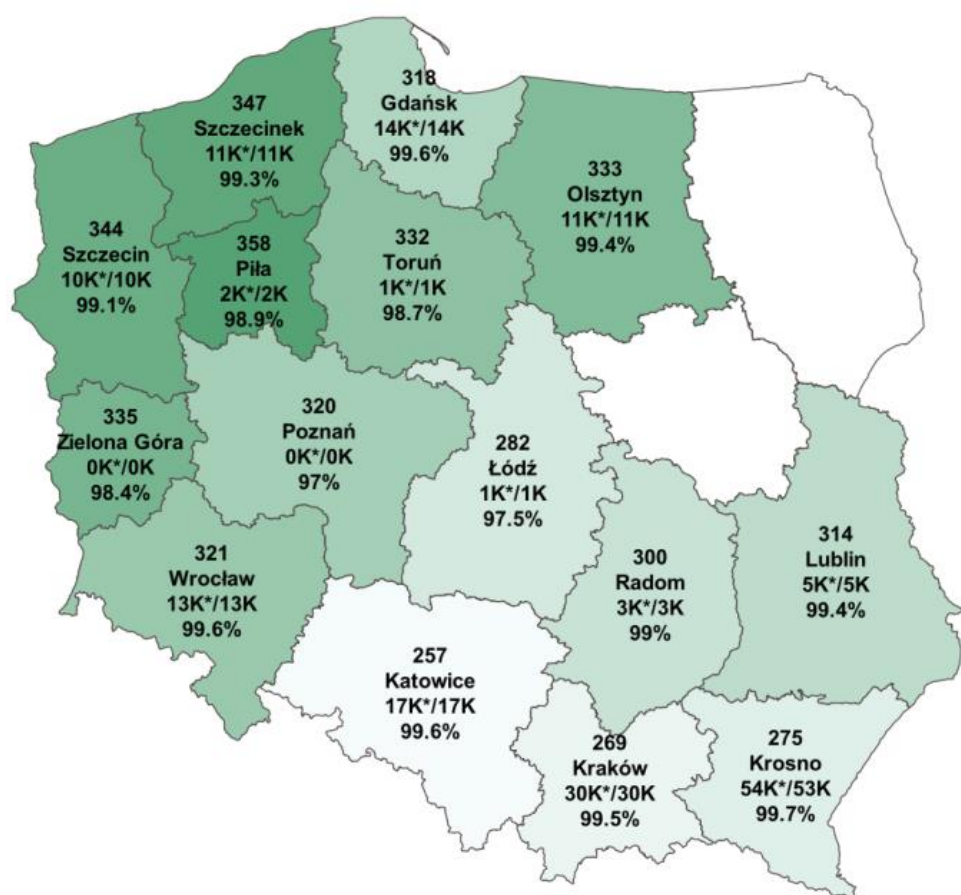 318
Gdańsk
14K*/14K
99.6%
347
Szczecinek
11K*/11K
99.3%
333
Olsztyn
11K*/11K
99.4%
344
Szczecin
10K*/10K
99.1%
358
Piła
2K*/2K
98.9%
332
Toruń
1K*/1K
98.7%
335
Zielona Góra
0K*/0K
98.4%
320
Poznań
0K*/0K
97%
282
Łódź
1K*/1K
97.5%
314
Lublin
5K*/5K
99.4%
321
Wrocław
13K*/13K
99.6%
300
Radom
3K*/3K
99%
257
Katowice
17K*/17K
99.6%
269
Kraków
30K*/30K
99.5%
275
Krosno
54K*/53K
99.7%